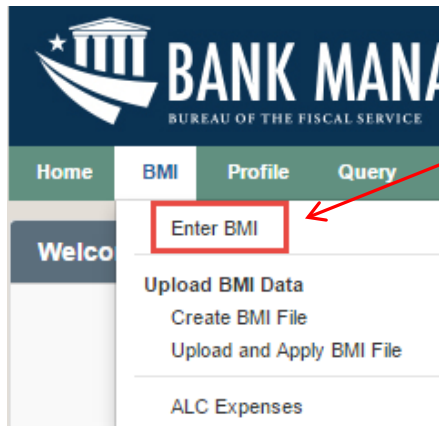 BANK MANA
BUREAU OF THE FISCAL SERVICE
Home BMI Profile Query
Enter BMI
Welco
Upload BMI Data
Create BMI File
Upload and Apply BMI File
ALC Expenses